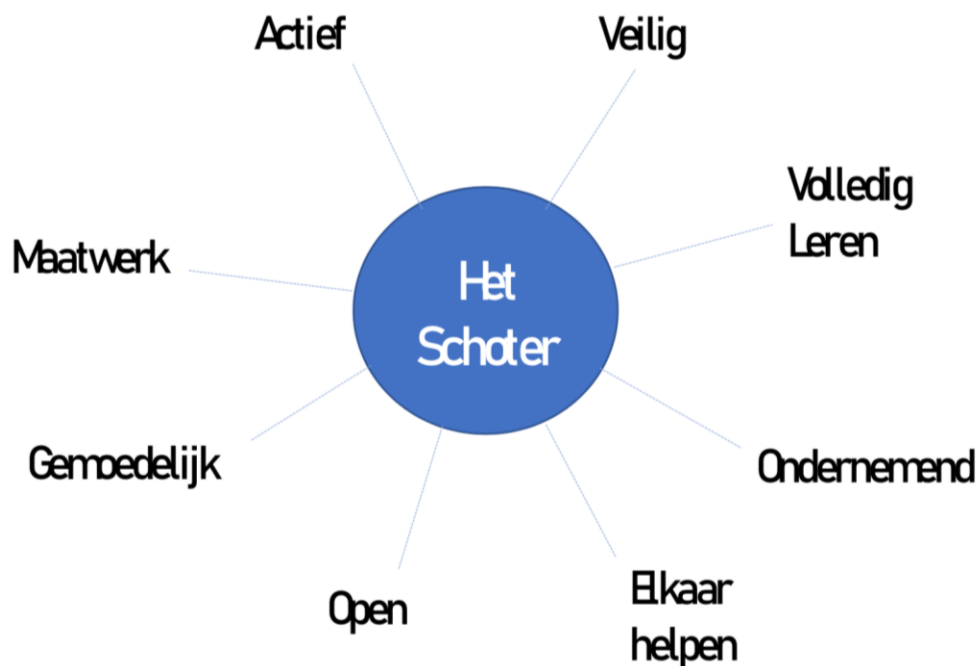 Actief
Veilig
Volledig
Leren
Maatwerk
Het
Schoter
Gemoedelijk
Ondernemend
Open
Elkaar
helpen